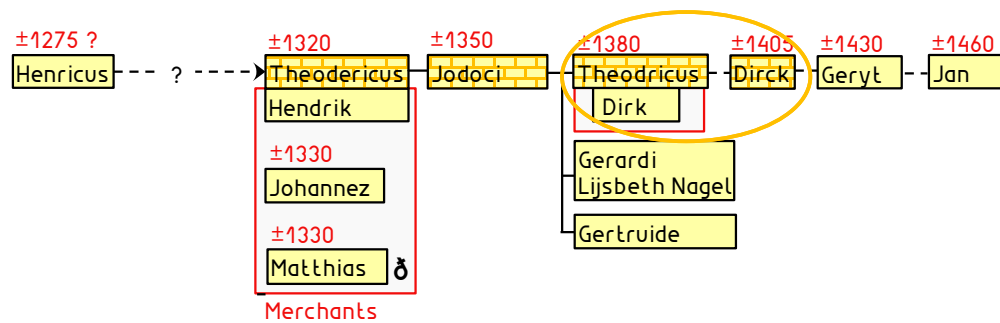 ±1275 ?
±1320
±1350
±1380
±1405
±1430
±1460
Henricus
?
Theodericus
Jodoci
Theodricus
Dirck
Geryt
Jan
Hendrik
Dirk
±1330
Johannez
Gerardi
Lijsbeth Nagel
±1330
Gertruide
Matthias
Merchants